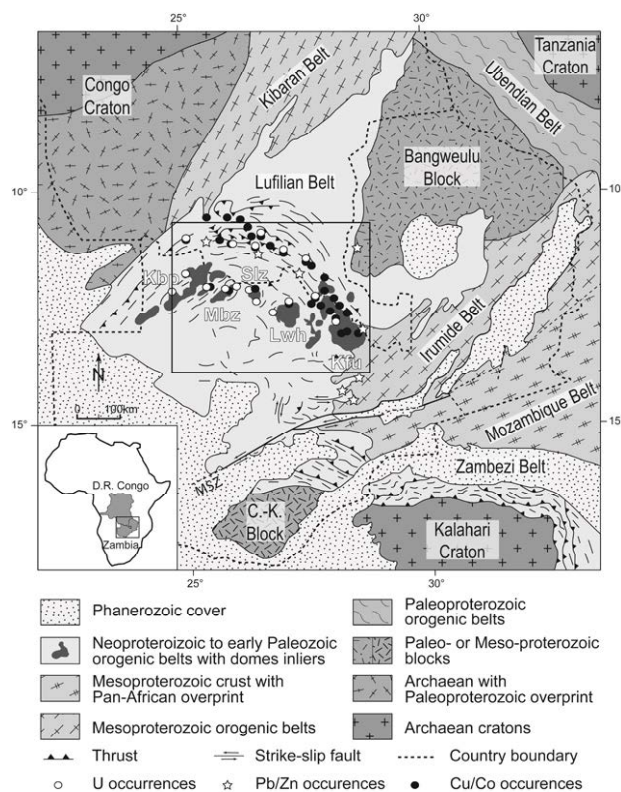 25°
30°
Congo
Craton
Kibaran Belt
Tanzania
Craton
Ubendian Belt
Bangweulu
Block
Lufilian Belt
10°
10
Kbp
Slz
Mbz
Lwh
Kfu
Irumide Belt
N
0 100km
15°
15
Mozambique Belt
Zambezi Belt
MSZ
D.R. Congo
Zambia
C.-K.
Block
Kalahari
Craton
25°
30°
Phanerozoic cover
Paleoproterozoic
orogenic belts
Neoproteroizic to early Paleozoic
orogenic belts with domes inliers
Paleo- or Meso-proterozoic
blocks
Mesoproterozoic crust with
Pan-African overprint
Archaean with
Paleoproterozoic overprint
Mesoproterozoic orogenic belts
Archaean cratons
Thrust
Strike-slip fault
Country boundary
U occurrences
Pb/Zn occurences
Cu/Co occurences